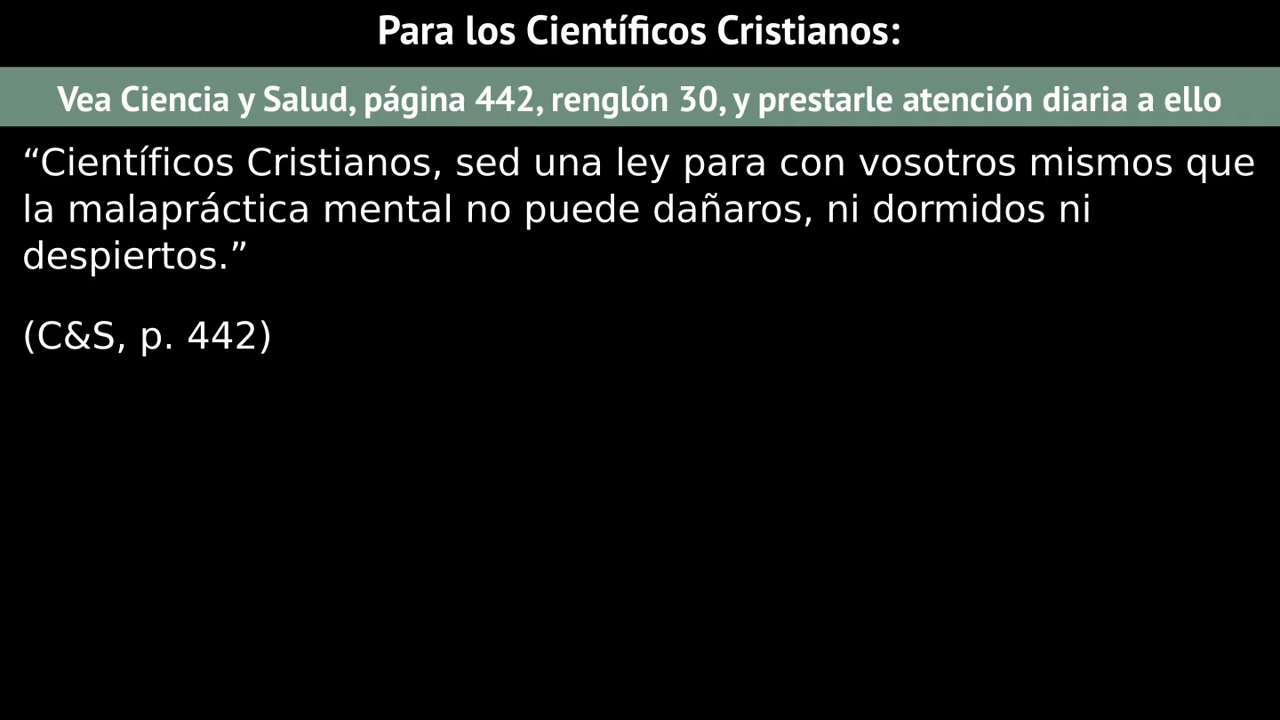 Para los Científicos Cristianos:
Vea Ciencia y Salud, página 442, renglón 30, y prestarle atención diaria a ello
“Científicos Cristianos, sed una ley para con vosotros mismos que
la malapráctica mental no puede dañaros, ni dormidos ni
despiertos.”
(C&S, p. 442)